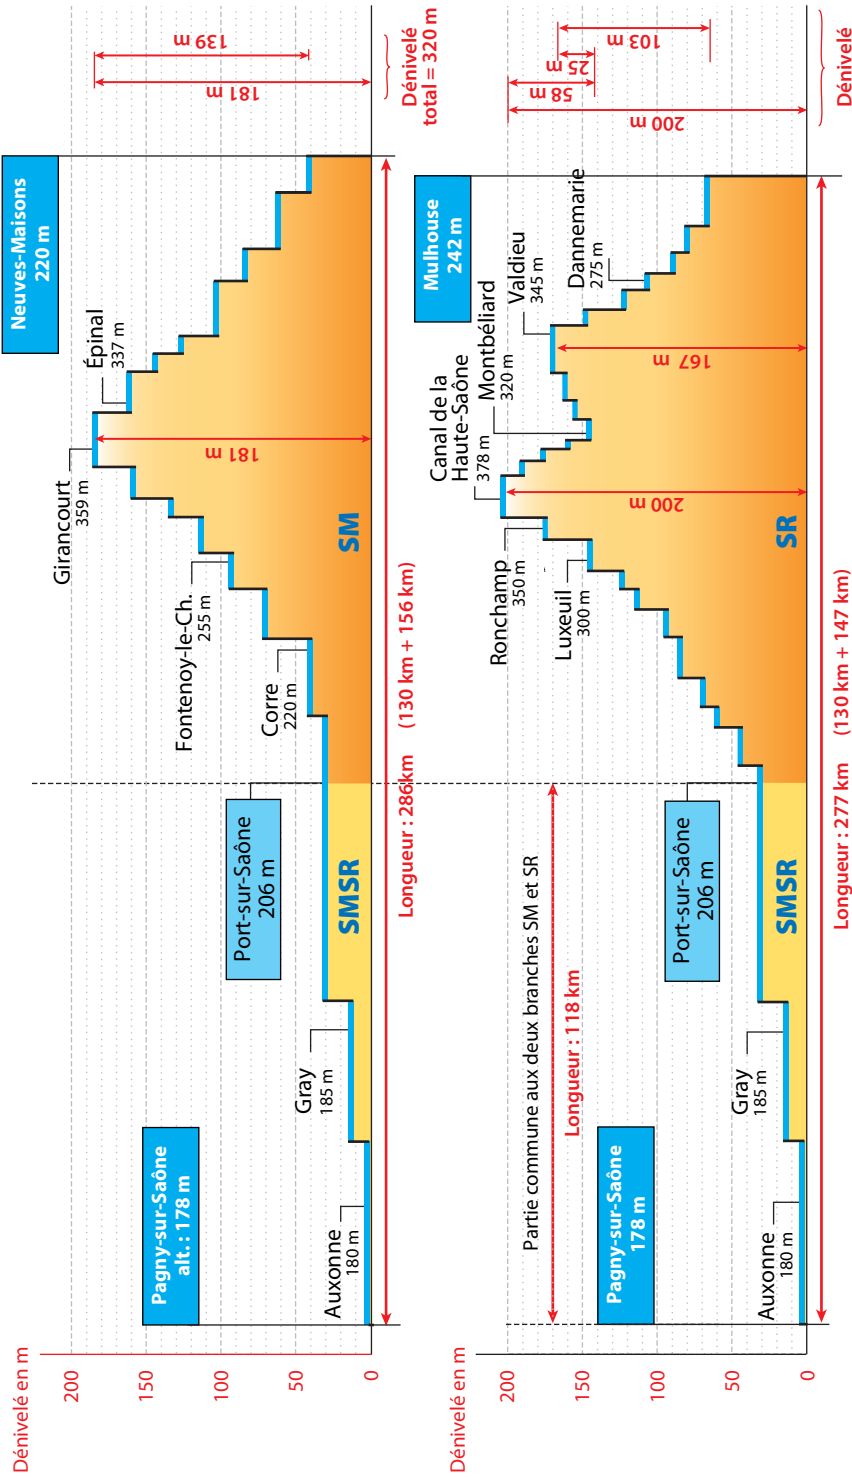 Dénivelé en m
200
150
100
50
0
Pagny-sur-Saône
alt. : 178 m
Auxonne
180 m
Gray
185 m
Port-sur-Saône
206 m
SMSR
Corre
220 m
Fontenoy-le-Ch.
255 m
Girancourt
359 m
SM
181 m
Épinal
337 m
Neuves-Maisons
220 m
139 m
181 m
Dénivelé
total = 320 m
Longueur : 286km (130 km + 156 km)
Dénivelé en m
200
150
100
50
0
Partie commune aux deux branches SM et SR
Longueur : 118 km
Pagny-sur-Saône
178 m
Auxonne
180 m
Gray
185 m
Port-sur-Saône
206 m
SMSR
Luxeuil
300 m
Ronchamp
350 m
Canal de la
Haute-Saône
378 m
SR
200 m
Montbéliard
320 m
Valdieu
345 m
167 m
Dannemarie
275 m
Mulhouse
242 m
103 m
25 m
58 m
200 m
Dénivelé
Longueur : 277 km (130 km + 147 km)